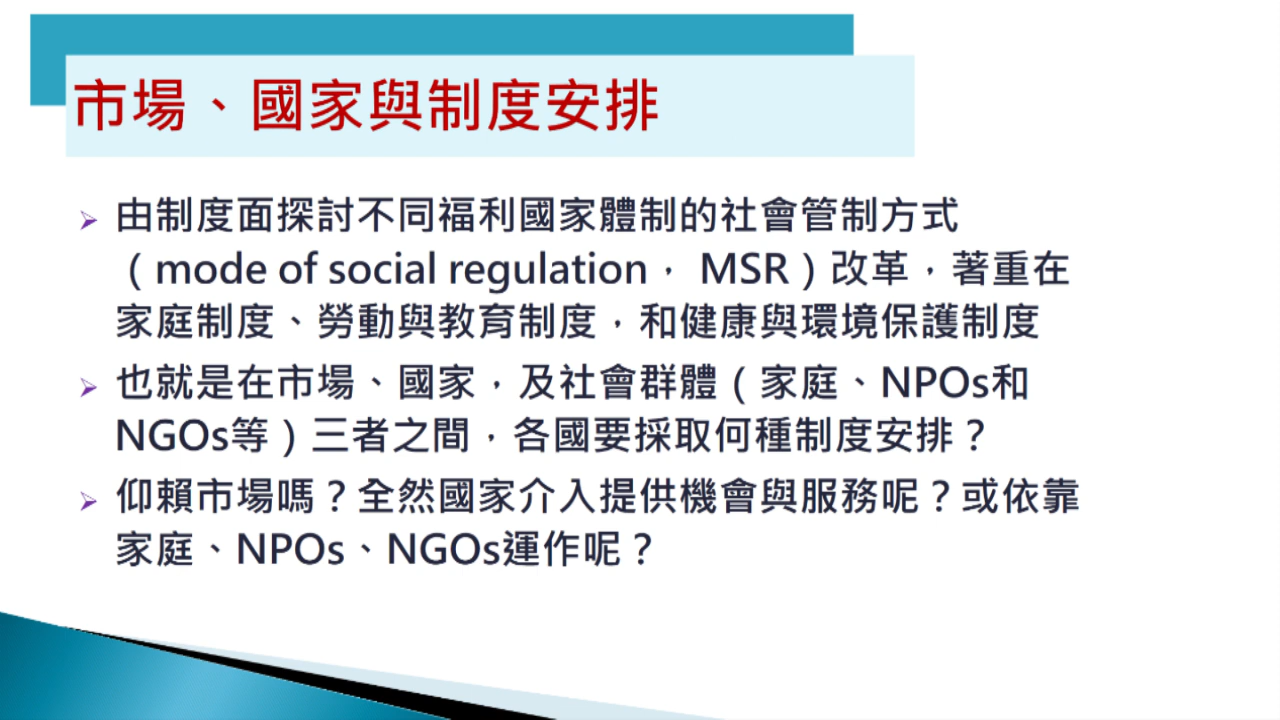 市場、國家與制度安排
由制度面探討不同福利國家體制的社會管制方式
（mode of social regulation， MSR）改革，著重在
家庭制度、勞動與教育制度，和健康與環境保護制度
也就是在市場、國家，及社會群體（家庭、NPOs和
NGOs等）三者之間，各國要採取何種制度安排？
仰賴市場嗎？全然國家介入提供機會與服務呢？或依靠
家庭、NPOs、NGOs運作呢？